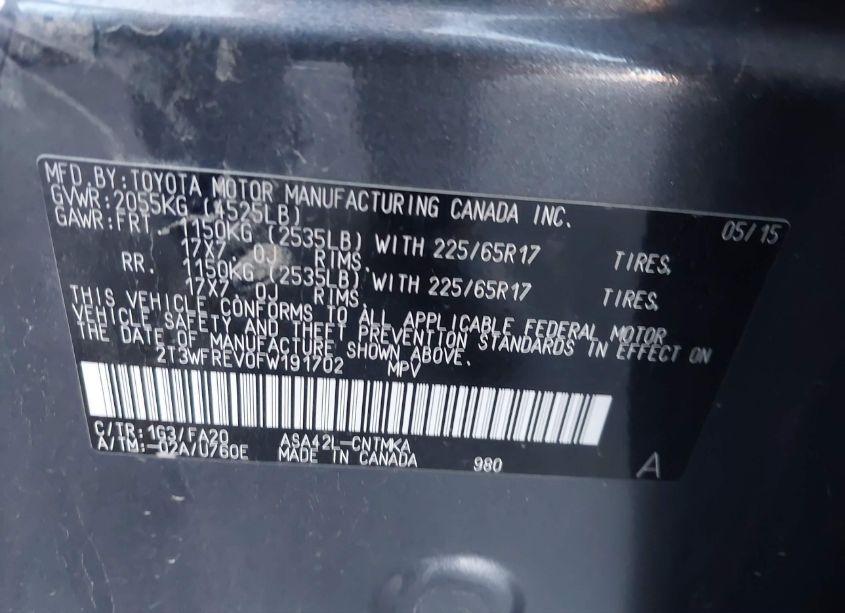 MFD. BY: TOYOTA MOTOR MANUFACTURING CANADA INC. 05/15
GVWR: 2055KG (4525LB)
GAWR: FRT. 1150KG (2535LB) WITH 225/65R17 TIRES,
17X7.0J RIMS.
RR. 1150KG (2535LB) WITH 225/65R17 TIRES,
17X7.0J RIMS
THIS VEHICLE CONFORMS TO ALL APPLICABLE FEDERAL MOTOR
VEHICLE SAFETY AND THEFT PREVENTION STANDARDS IN EFFECT ON
THE DATE OF MANUFACTURE SHOWN ABOVE.
2T3WFREV0FW191702 MPV
C/TR: 1G3/FA20 ASA42L-CNTMKA
A/TM: -02A/U760E MADE IN CANADA 980 A